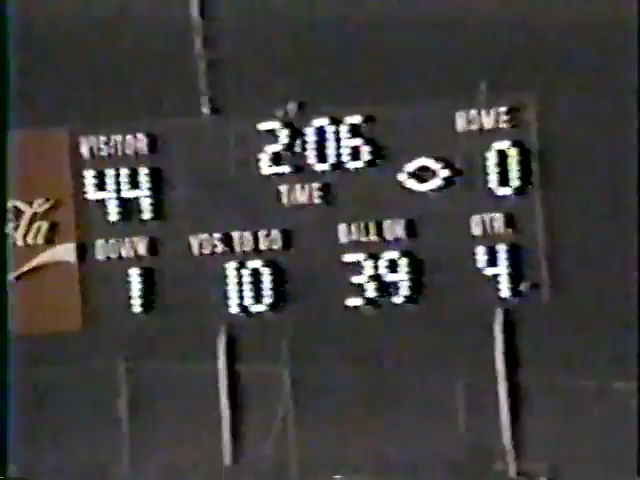 VISITOR 2:06 HOME
44 TIME 0
DOWN YDS. TO GO BALL ON QTR.
1 10 39 4